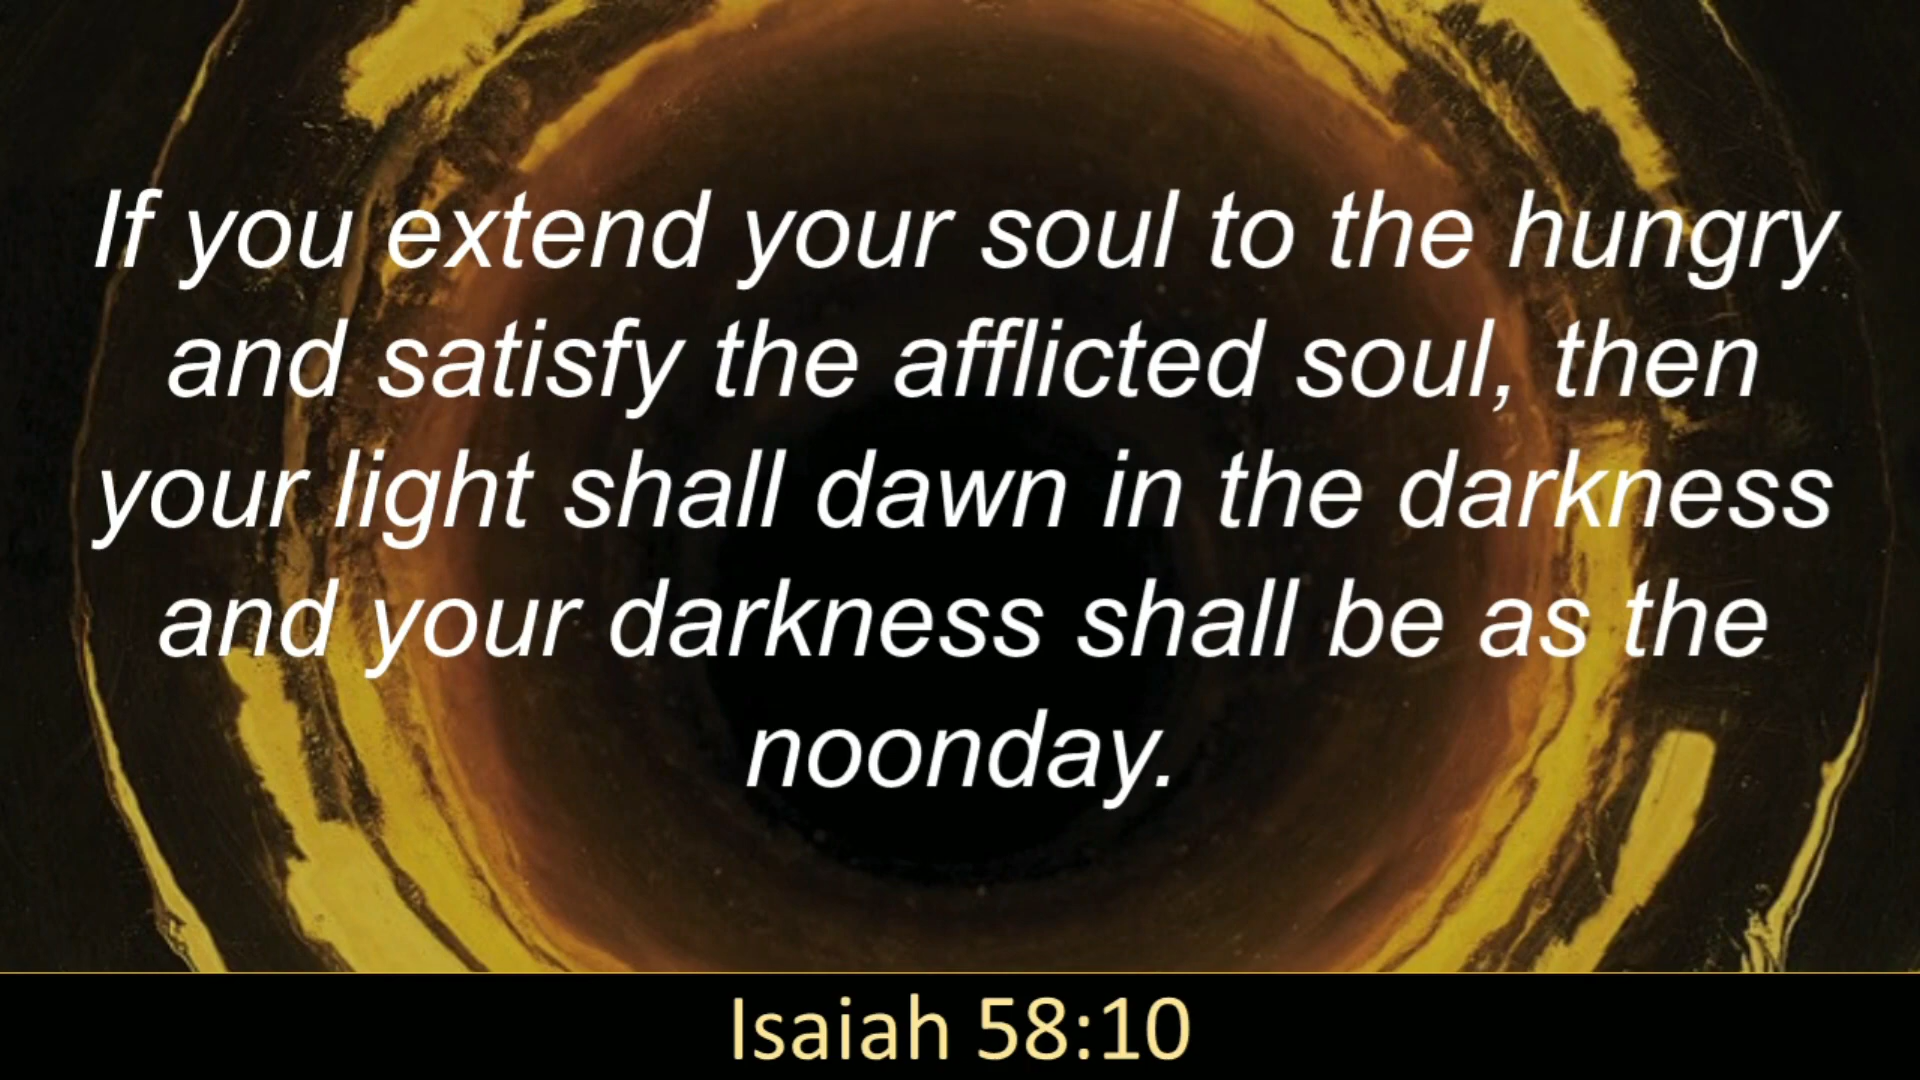 If you extend your soul to the hungry
and satisfy the afflicted soul, then
your light shall dawn in the darkness
and your darkness shall be as the
noonday.
Isaiah 58:10